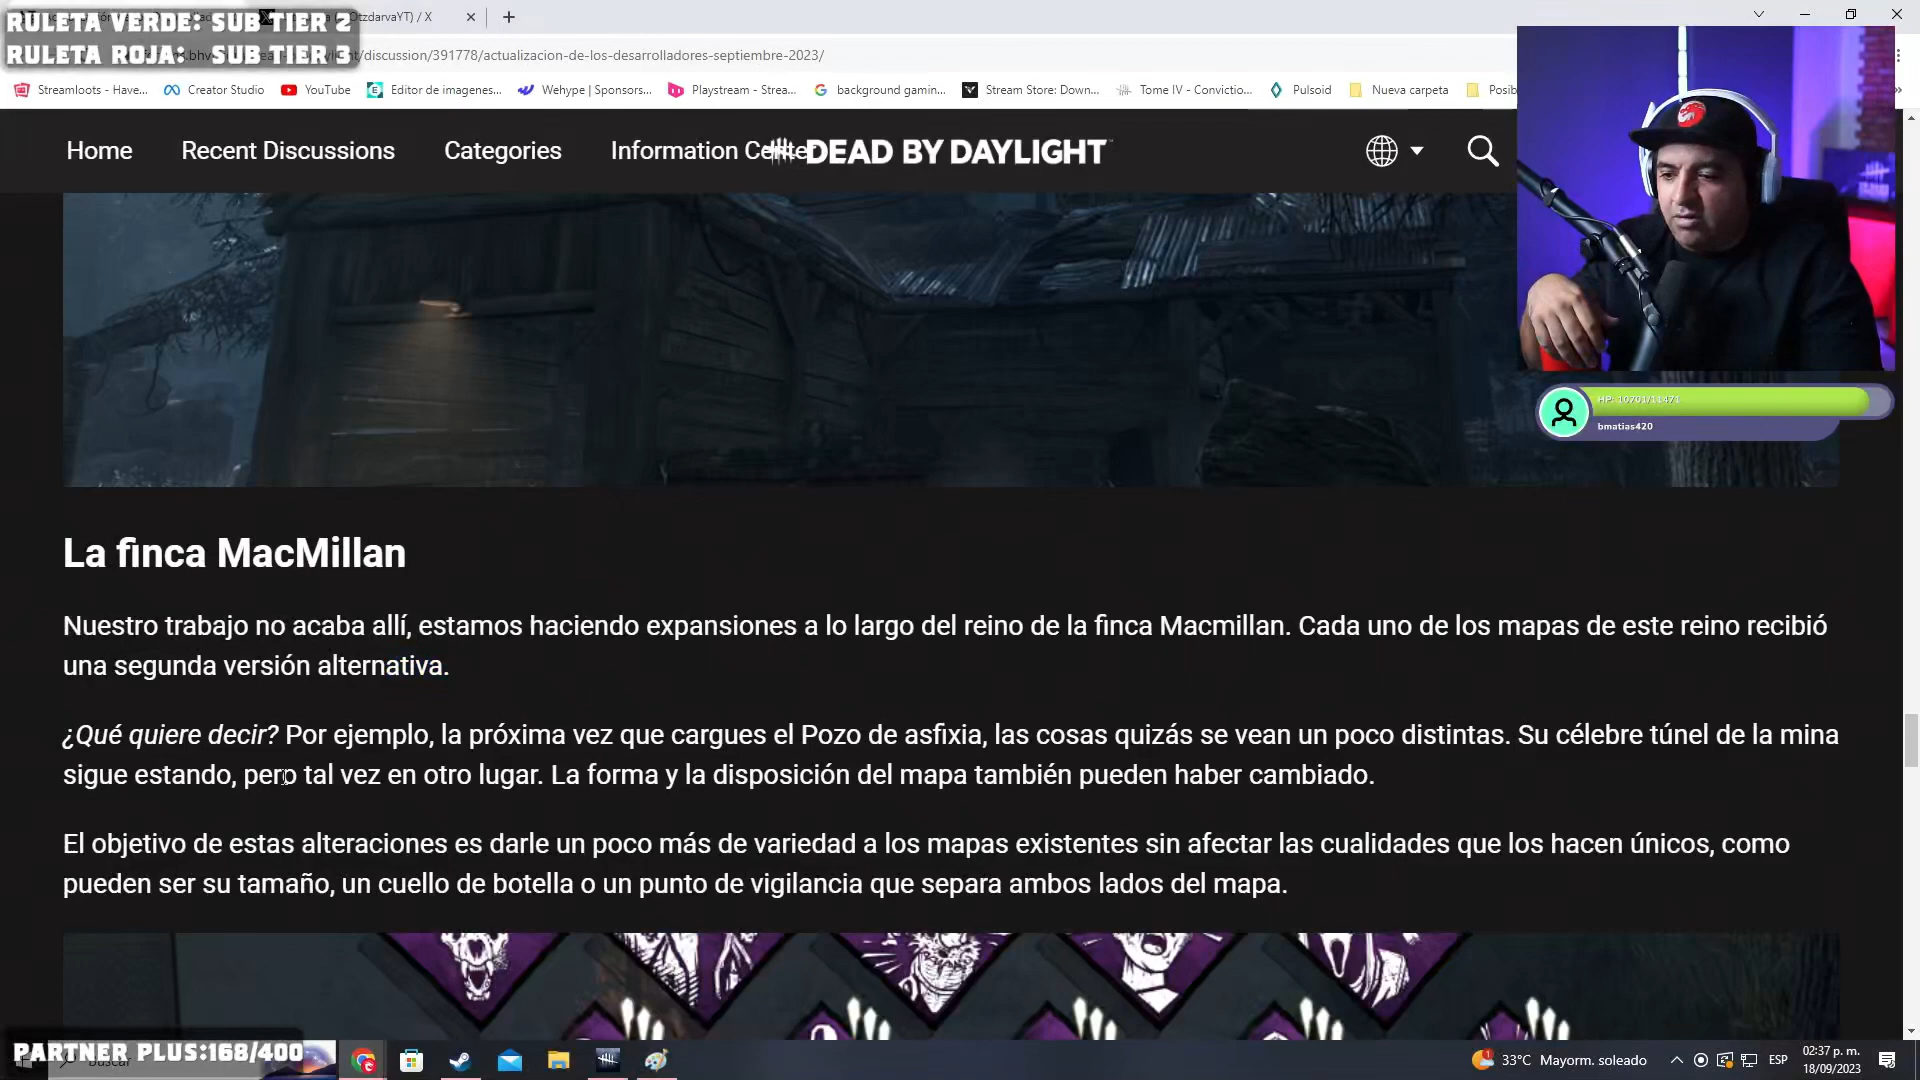 RULETA VERDE: SUB TIER 2
RULETA ROJA: SUB TIER 3
OtzdarvaYT) / X
/discussion/391778/actualizacion-de-los-desarrolladores-septiembre-2023/
Streamloots - Have... Creator Studio YouTube Editor de imagenes... Wehype | Sponsors... Playstream - Strea... background gamin... Stream Store: Down... Tome IV - Convictio... Pulsoid Nueva carpeta Posib
Home Recent Discussions Categories Information Center DEAD BY DAYLIGHT
HP: 10701/11471
bmatias420
La finca MacMillan
Nuestro trabajo no acaba allí, estamos haciendo expansiones a lo largo del reino de la finca Macmillan. Cada uno de los mapas de este reino recibió
una segunda versión alternativa.
¿Qué quiere decir? Por ejemplo, la próxima vez que cargues el Pozo de asfixia, las cosas quizás se vean un poco distintas. Su célebre túnel de la mina
sigue estando, pero tal vez en otro lugar. La forma y la disposición del mapa también pueden haber cambiado.
El objetivo de estas alteraciones es darle un poco más de variedad a los mapas existentes sin afectar las cualidades que los hacen únicos, como
pueden ser su tamaño, un cuello de botella o un punto de vigilancia que separa ambos lados del mapa.
PARTNER PLUS:168/400
Buscar
33°C Mayorm. soleado
ESP
02:37 p. m.
18/09/2023